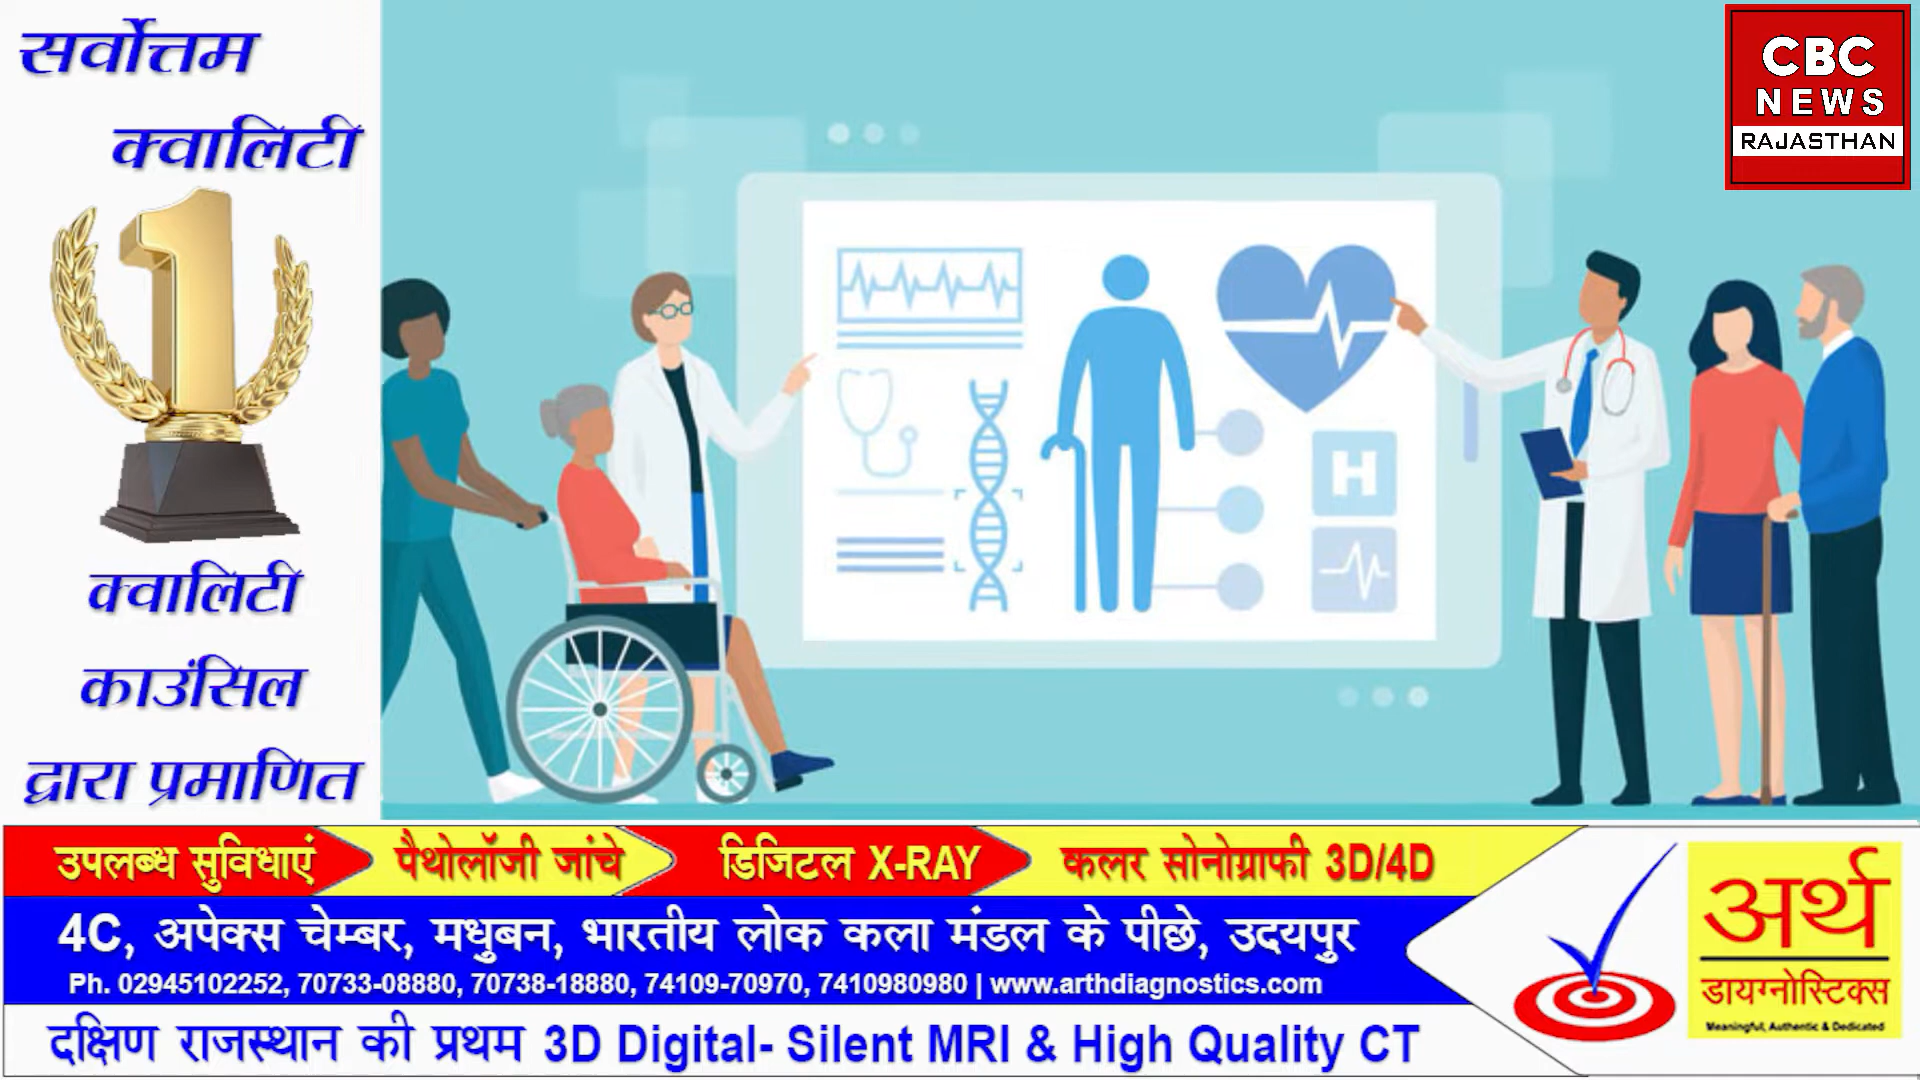 सर्वोत्तम
क्वालिटी
1
क्वालिटी
काउंसिल
द्वारा प्रमाणित
CBC
NEWS
RAJASTHAN
H
उपलब्ध सुविधाएं
पैथोलॉजी जांचे
डिजिटल X-RAY
कलर सोनोग्राफी 3D/4D
4C, अपेक्स चेम्बर, मधुबन, भारतीय लोक कला मंडल के पीछे, उदयपुर
Ph. 02945102252, 70733-08880, 70738-18880, 74109-70970, 7410980980 | www.arthdiagnostics.com
दक्षिण राजस्थान की प्रथम 3D Digital- Silent MRI & High Quality CT
अर्थ
डायग्नोस्टिक्स
Meaningful, Authentic & Dedicated